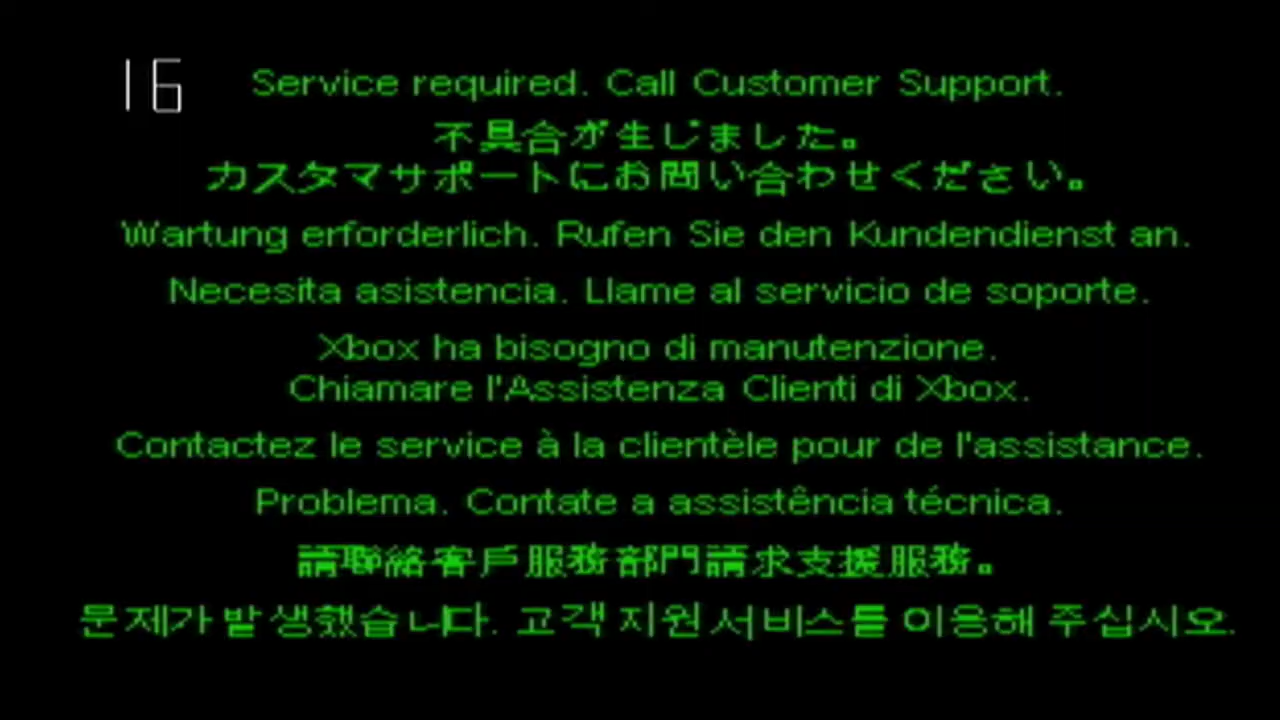 16 Service required. Call Customer Support.
不具合が生じました。
カスタマサポートにお問い合わせください。
Wartung erforderlich. Rufen Sie den Kundendienst an.
Necesita asistencia. Llame al servicio de soporte.
Xbox ha bisogno di manutenzione.
Chiamare l'Assistenza Clienti di Xbox.
Contactez le service à la clientèle pour de l'assistance.
Problema. Contate a assistência técnica.
請聯絡客戶服務部門請求支援服務。
문제가 발생했습니다. 고객 지원 서비스를 이용해 주십시오.